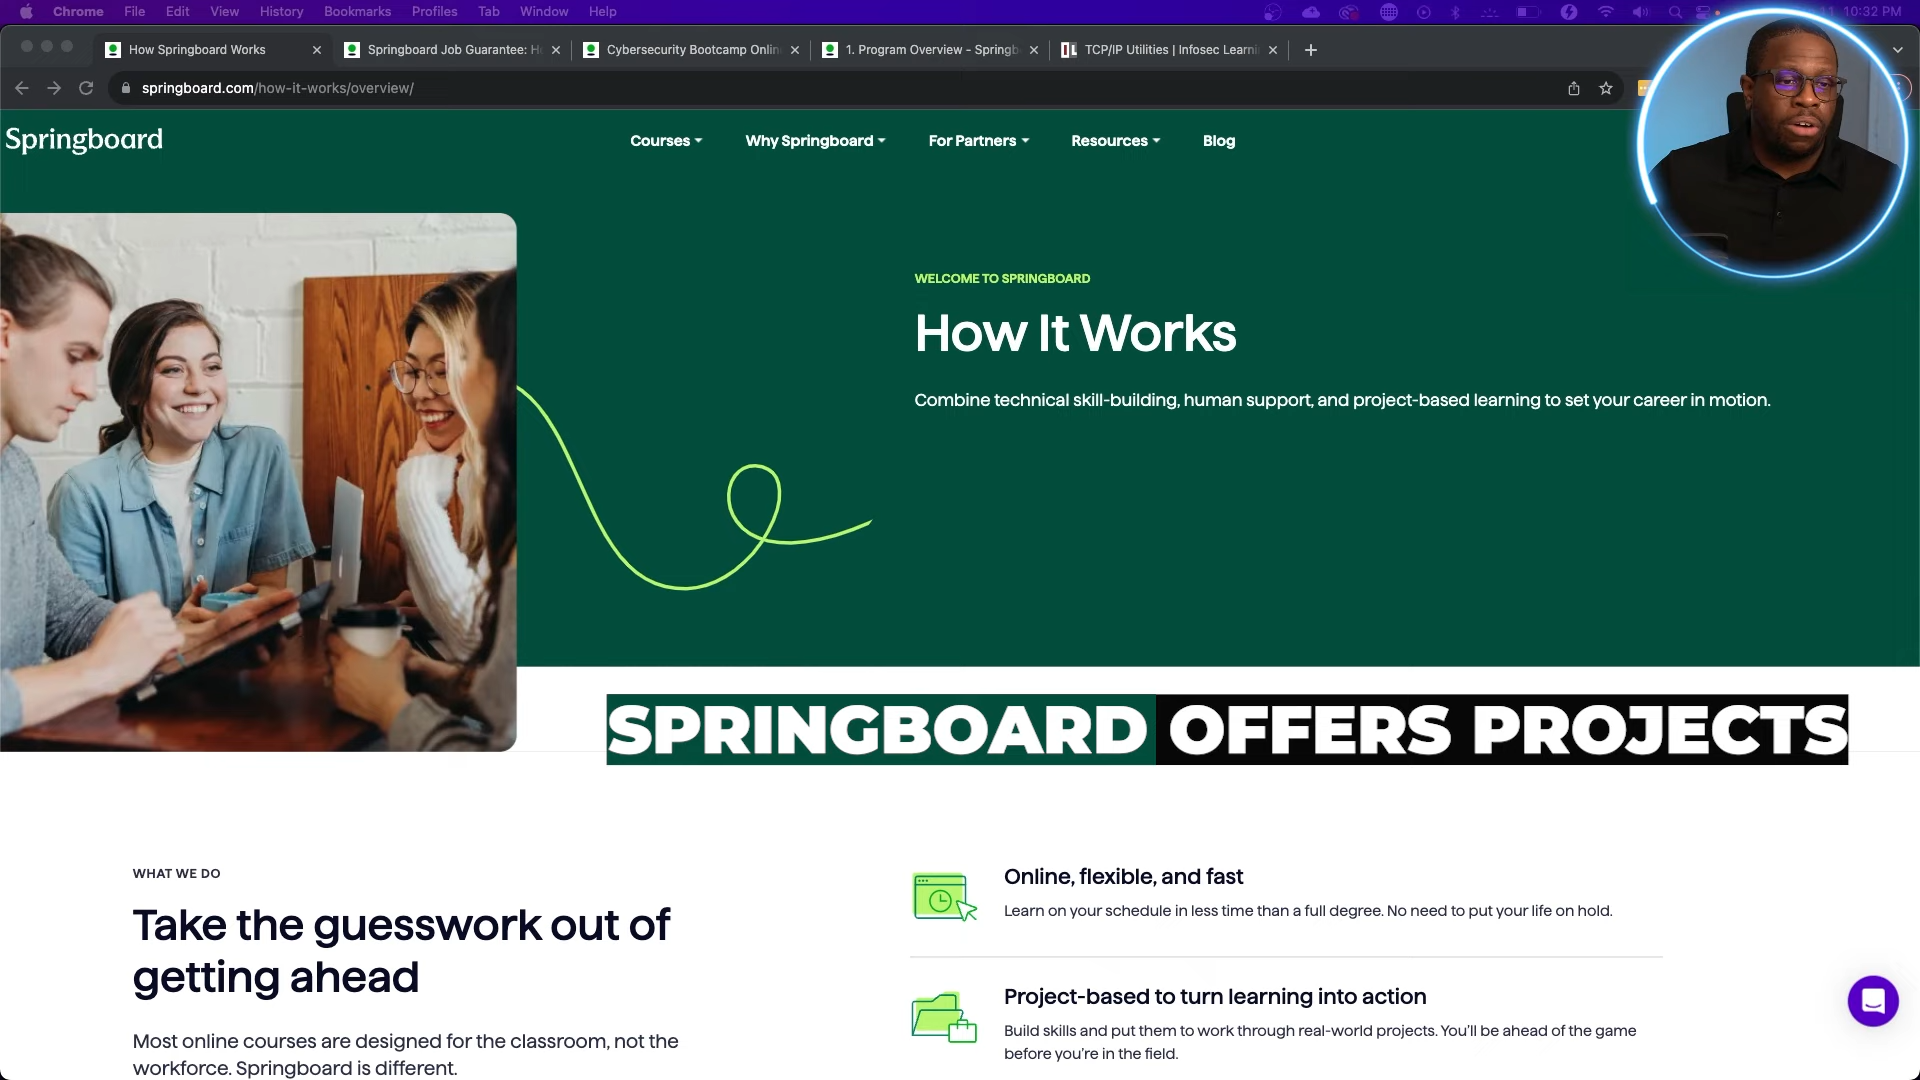 Chrome File Edit View History Bookmarks Profiles Tab Window Help
10:32 PM
How Springboard Works
Springboard Job Guarantee: H
Cybersecurity Bootcamp Onlin
1. Program Overview - Springb
TCP/IP Utilities | Infosec Learni
springboard.com/how-it-works/overview/
Springboard
Courses
Why Springboard
For Partners
Resources
Blog
WELCOME TO SPRINGBOARD
How It Works
Combine technical skill-building, human support, and project-based learning to set your career in motion.
SPRINGBOARD OFFERS PROJECTS
WHAT WE DO
Take the guesswork out of
getting ahead
Most online courses are designed for the classroom, not the
workforce. Springboard is different.
Online, flexible, and fast
Learn on your schedule in less time than a full degree. No need to put your life on hold.
Project-based to turn learning into action
Build skills and put them to work through real-world projects. You'll be ahead of the game
before you're in the field.